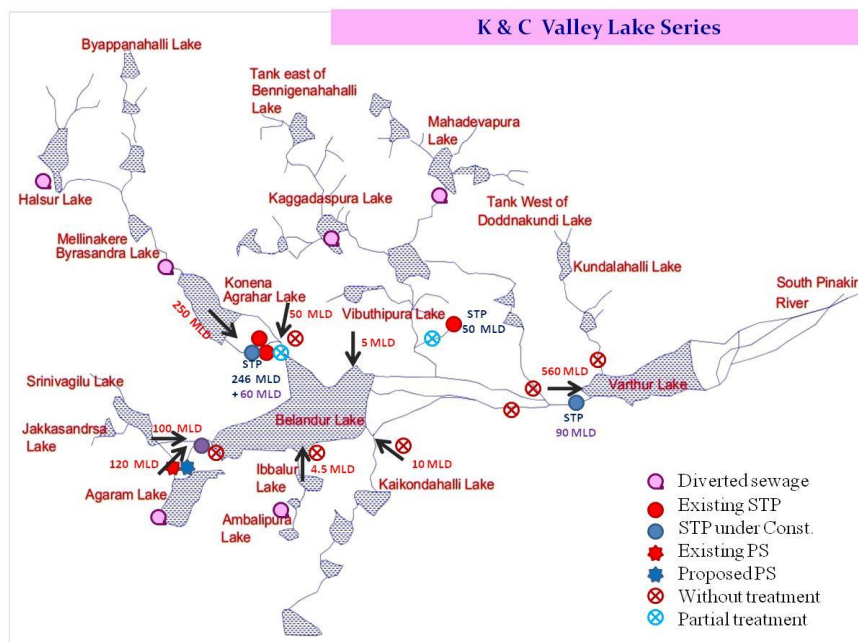 K & C Valley Lake Series
Byappanahalli Lake
Tank east of
Bennigenahahalli
Lake
Mahadevapura
Lake
Halsur Lake
Kaggadaspura Lake
Tank West of
Doddnakundi Lake
Mellinakere
Byrasandra Lake
Kundalahalli Lake
Konena
Agrahar Lake
South Pinakir
River
250 MLD
50 MLD
Vibuthipura Lake
STP
50 MLD
5 MLD
STP
246 MLD
+60 MLD
560 MLD
Varthur Lake
Srinivagilu Lake
STP
90 MLD
Belandur Lake
Jakkasandrsa
Lake
100 MLD
120 MLD
Ibbalur
Lake
4.5 MLD
10 MLD
Kaikondahalli Lake
Agaram Lake
Ambalipura
Lake
Diverted sewage
Existing STP
STP under Const.
Existing PS
Proposed PS
Without treatment
Partial treatment